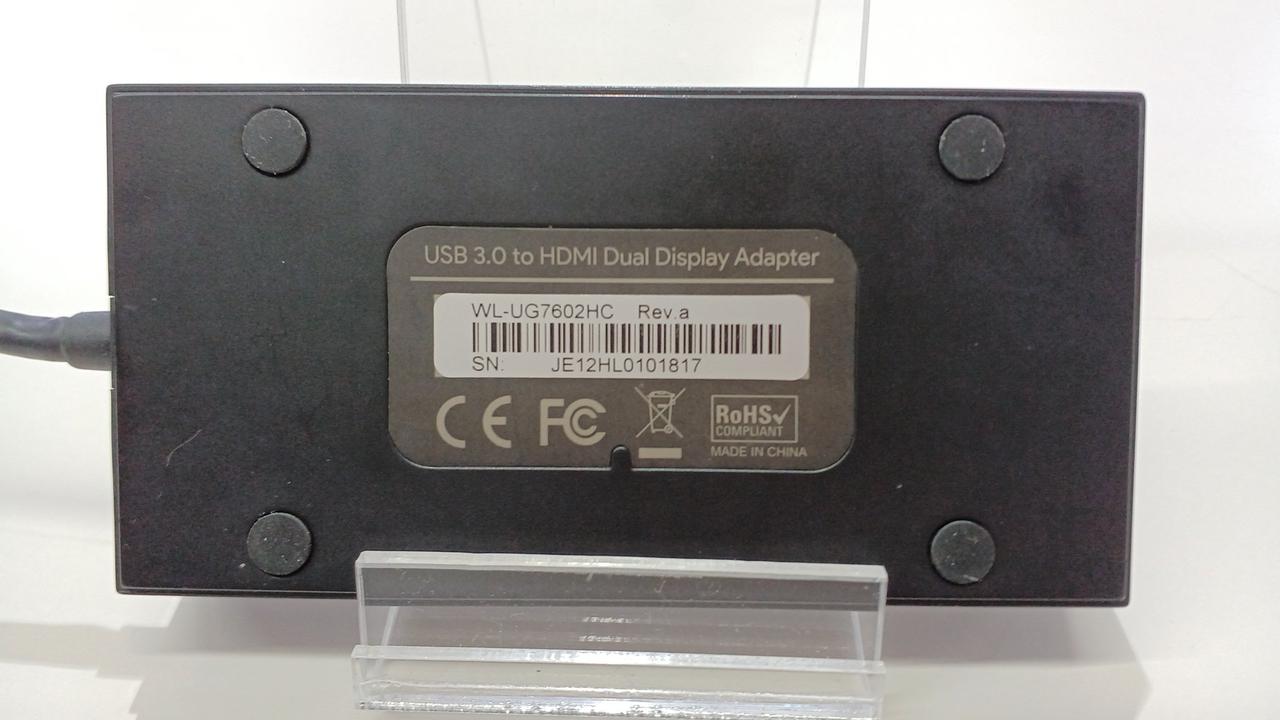 USB 3.0 to HDMI Dual Display Adapter
WL-UG7602HC Rev.a
SN: JE12HL0101817
CE FC RoHS✓
COMPLIANT
MADE IN CHINA